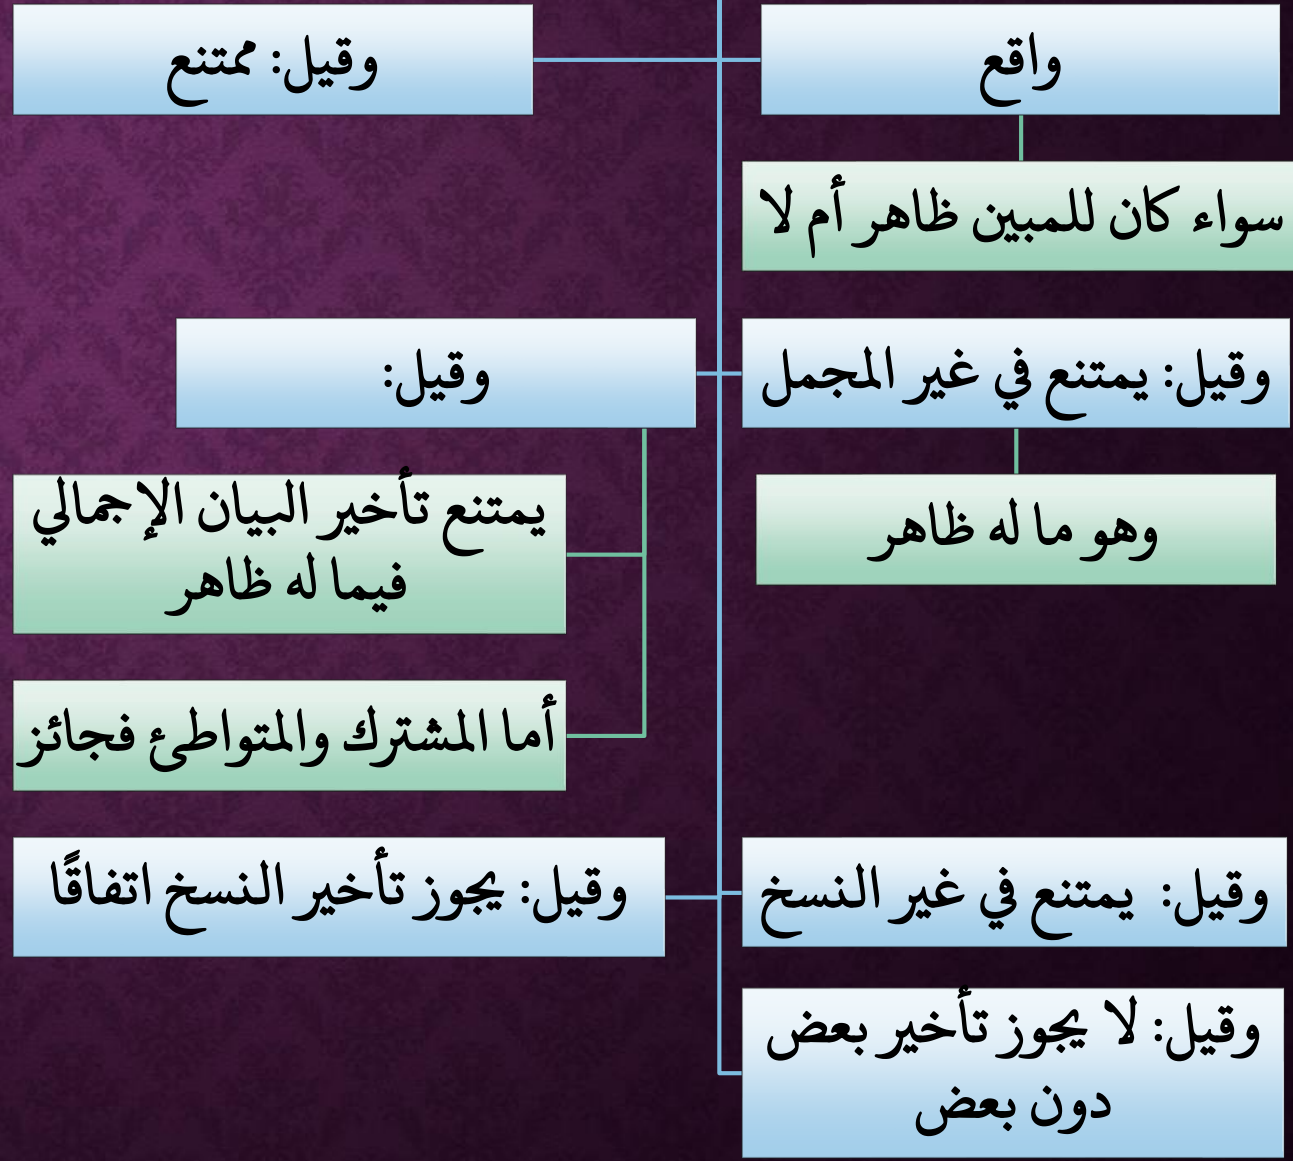 واقع
وقيل: ممتنع
سواء كان للمبين ظاهر أم لا
وقيل: يمتنع في غير المجمل
وقيل:
وهو ما له ظاهر
يمتنع تأخير البيان الإجمالي
فيما له ظاهر
أما المشترك والمتواطئ فجائز
وقيل: يمتنع في غير النسخ
وقيل: يجوز تأخير النسخ اتفاقًا
وقيل: لا يجوز تأخير بعض
دون بعض